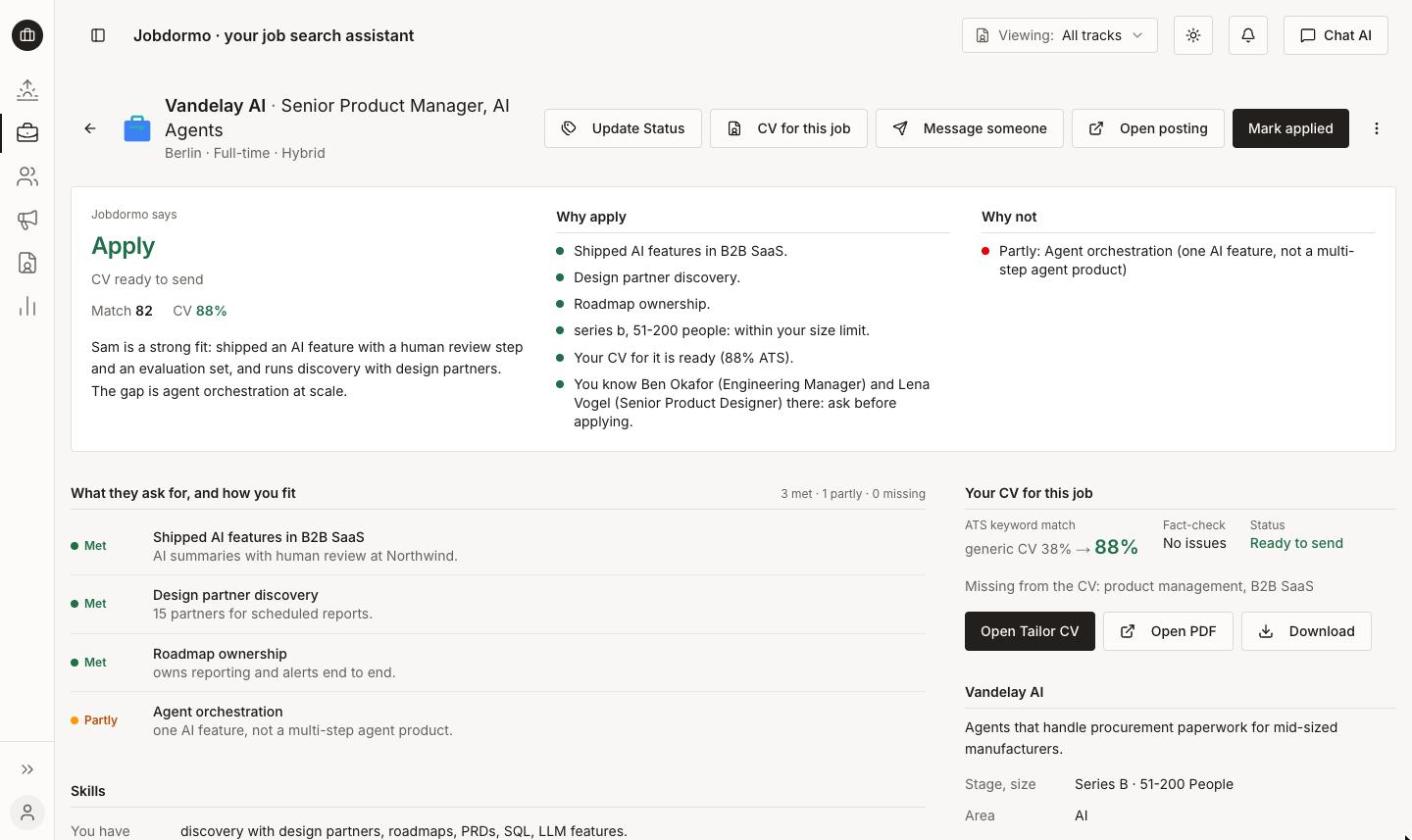 Jobdormo · your job search assistant
Viewing: All tracks
Chat AI
Vandelay AI · Senior Product Manager, AI
Agents
Berlin · Full-time · Hybrid
Update Status
CV for this job
Message someone
Open posting
Mark applied
Jobdormo says
Apply
CV ready to send
Match 82 CV 88%
Sam is a strong fit: shipped an AI feature with a human review step
and an evaluation set, and runs discovery with design partners.
The gap is agent orchestration at scale.
Why apply
Shipped AI features in B2B SaaS.
Design partner discovery.
Roadmap ownership.
series b, 51-200 people: within your size limit.
Your CV for it is ready (88% ATS).
You know Ben Okafor (Engineering Manager) and Lena
Vogel (Senior Product Designer) there: ask before
applying.
Why not
Partly: Agent orchestration (one AI feature, not a multi-
step agent product)
What they ask for, and how you fit
3 met · 1 partly · 0 missing
Met
Shipped AI features in B2B SaaS
AI summaries with human review at Northwind.
Met
Design partner discovery
15 partners for scheduled reports.
Met
Roadmap ownership
owns reporting and alerts end to end.
Partly
Agent orchestration
one AI feature, not a multi-step agent product.
Skills
You have discovery with design partners, roadmaps, PRDs, SQL, LLM features.
Your CV for this job
ATS keyword match
generic CV 38% → 88%
Fact-check
No issues
Status
Ready to send
Missing from the CV: product management, B2B SaaS
Open Tailor CV
Open PDF
Download
Vandelay AI
Agents that handle procurement paperwork for mid-sized
manufacturers.
Stage, size Series B · 51-200 People
Area AI